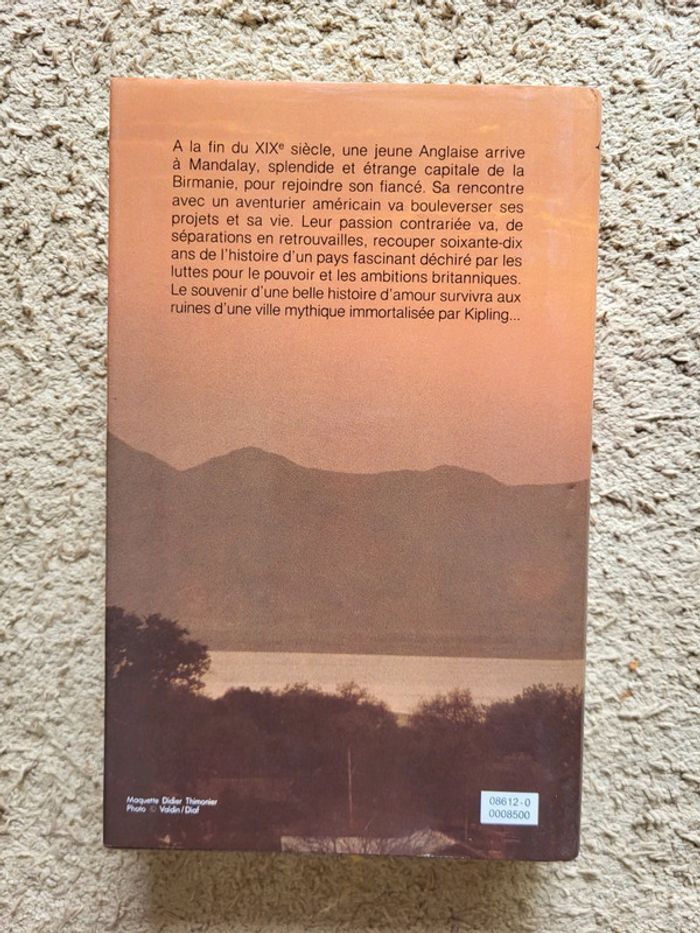 A la fin du XIXe siècle, une jeune Anglaise arrive
à Mandalay, splendide et étrange capitale de la
Birmanie, pour rejoindre son fiancé. Sa rencontre
avec un aventurier américain va bouleverser ses
projets et sa vie. Leur passion contrariée va, de
séparations en retrouvailles, recouper soixante-dix
ans de l'histoire d'un pays fascinant déchiré par les
luttes pour le pouvoir et les ambitions britanniques.
Le souvenir d'une belle histoire d'amour survivra aux
ruines d'une ville mythique immortalisée par Kipling...
Maquette Didier Thimonier
Photo © Valdin/Diaf
08612-0
0008500